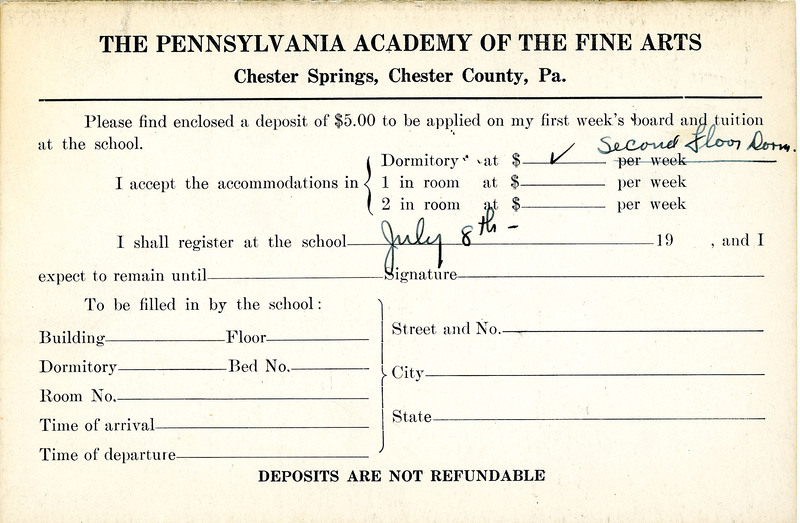 THE PENNSYLVANIA ACADEMY OF THE FINE ARTS
Chester Springs, Chester County, Pa.
Please find enclosed a deposit of $5.00 to be applied on my first week's board and tuition
at the school.
Second Floor Dorm.
Dormitory at $ ✓ per week
I accept the accommodations in { 1 in room at $ per week
2 in room at $ per week
I shall register at the school July 8th - 19 , and I
expect to remain until Signature
To be filled in by the school:
Building Floor
Dormitory Bed No.
Room No.
Time of arrival
Time of departure
Street and No.
City
State
DEPOSITS ARE NOT REFUNDABLE